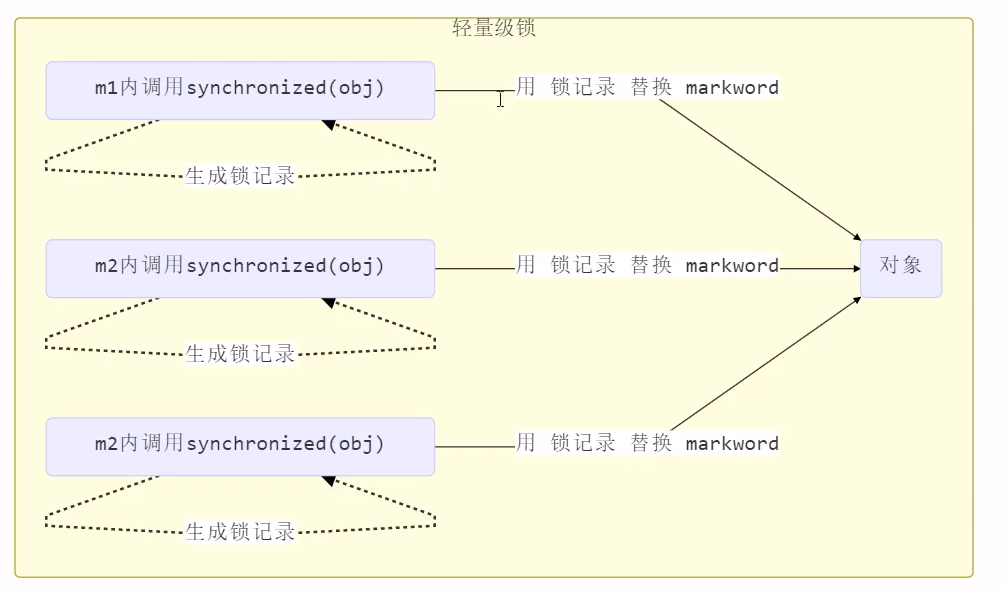 轻量级锁
m1内调用synchronized(obj)
用 锁记录 替换 markword
生成锁记录
m2内调用synchronized(obj)
用 锁记录 替换 markword
对象
生成锁记录
m2内调用synchronized(obj)
用 锁记录 替换 markword
生成锁记录